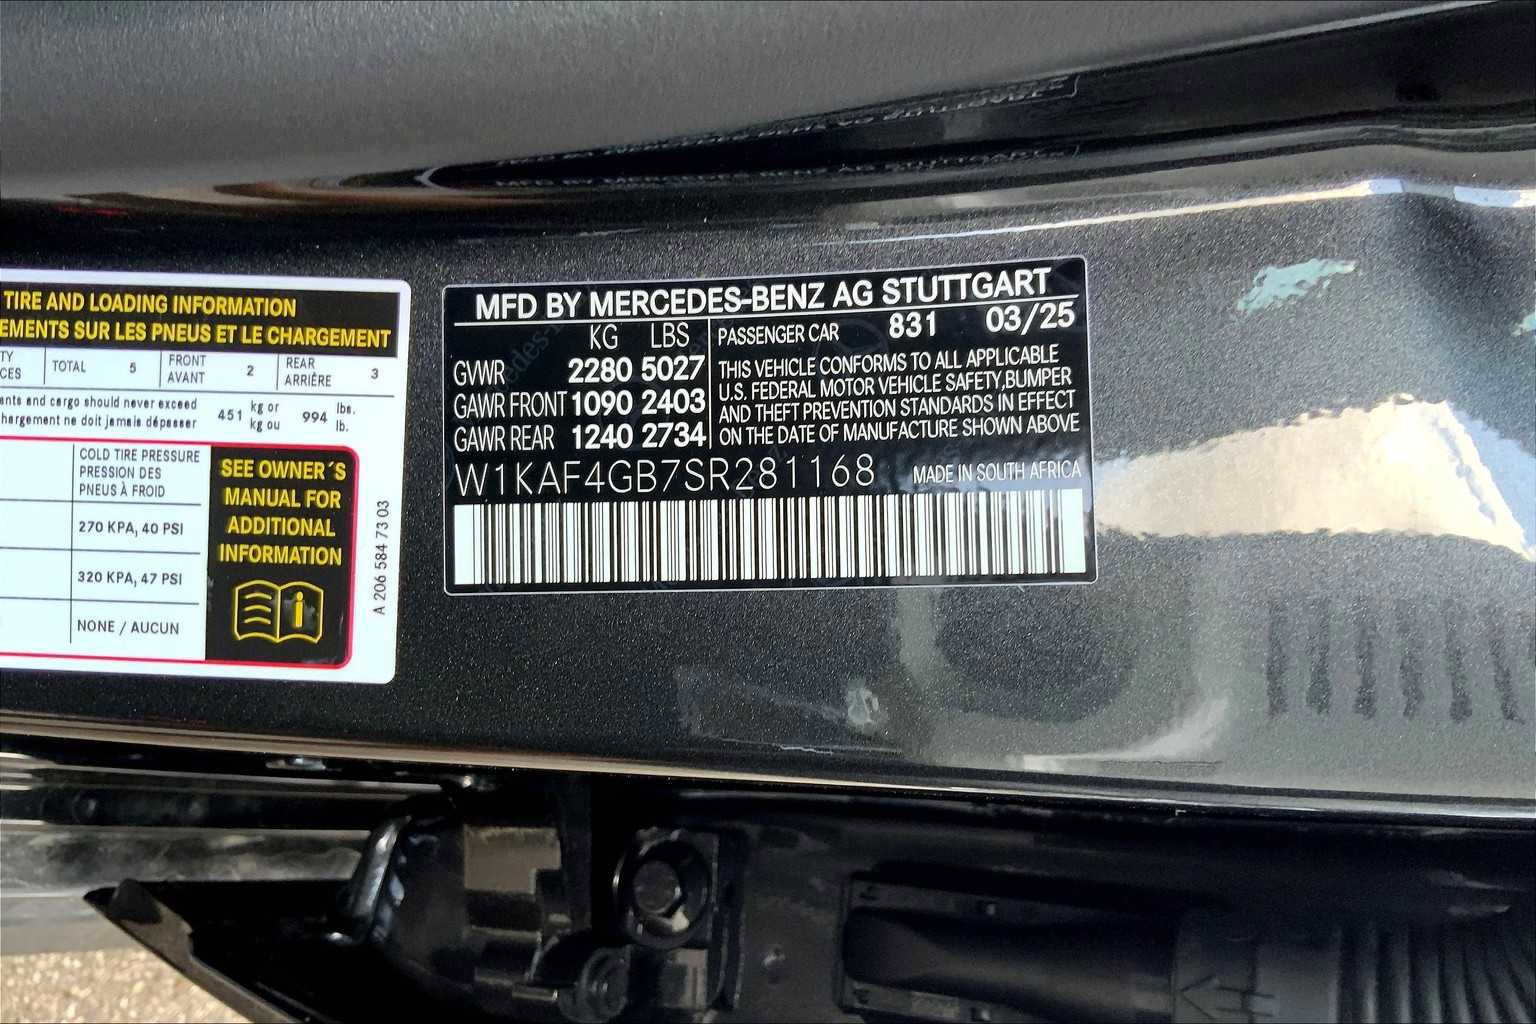 TIRE AND LOADING INFORMATION
EMENTS SUR LES PNEUS ET LE CHARGEMENT
TY
CES
TOTAL 5
FRONT
AVANT 2
REAR
ARRIÈRE 3
ants and cargo should never exceed
hargement ne doit jamais dépasser
451 kg or
kg ou
994 lbs.
lb.
COLD TIRE PRESSURE
PRESSION DES
PNEUS À FROID
270 KPA, 40 PSI
320 KPA, 47 PSI
NONE / AUCUN
SEE OWNER´S
MANUAL FOR
ADDITIONAL
INFORMATION
A 206 584 73 03
MFD BY MERCEDES-BENZ AG STUTTGART
KG LBS
GVWR 2280 5027
GAWR FRONT 1090 2403
GAWR REAR 1240 2734
PASSENGER CAR 831 03/25
THIS VEHICLE CONFORMS TO ALL APPLICABLE
U.S. FEDERAL MOTOR VEHICLE SAFETY,BUMPER
AND THEFT PREVENTION STANDARDS IN EFFECT
ON THE DATE OF MANUFACTURE SHOWN ABOVE
W1KAF4GB7SR281168 MADE IN SOUTH AFRICA